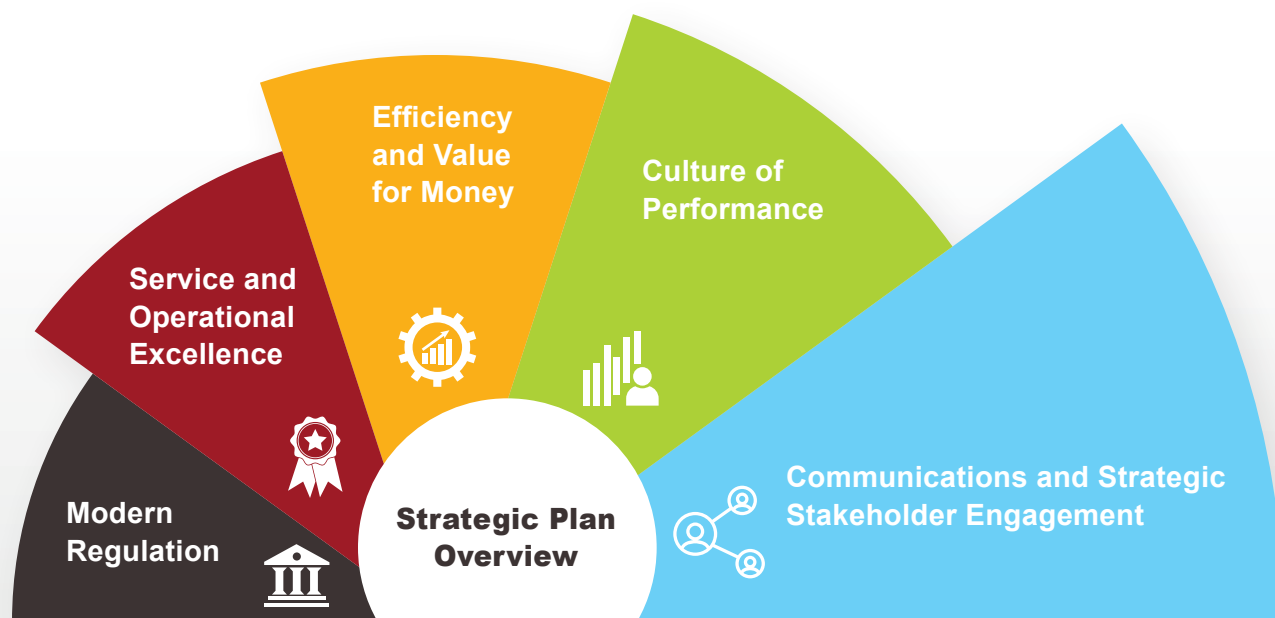 Efficiency
and Value
for Money
Culture of
Performance
Service and
Operational
Excellence
Communications and Strategic
Stakeholder Engagement
Modern
Regulation
Strategic Plan
Overview